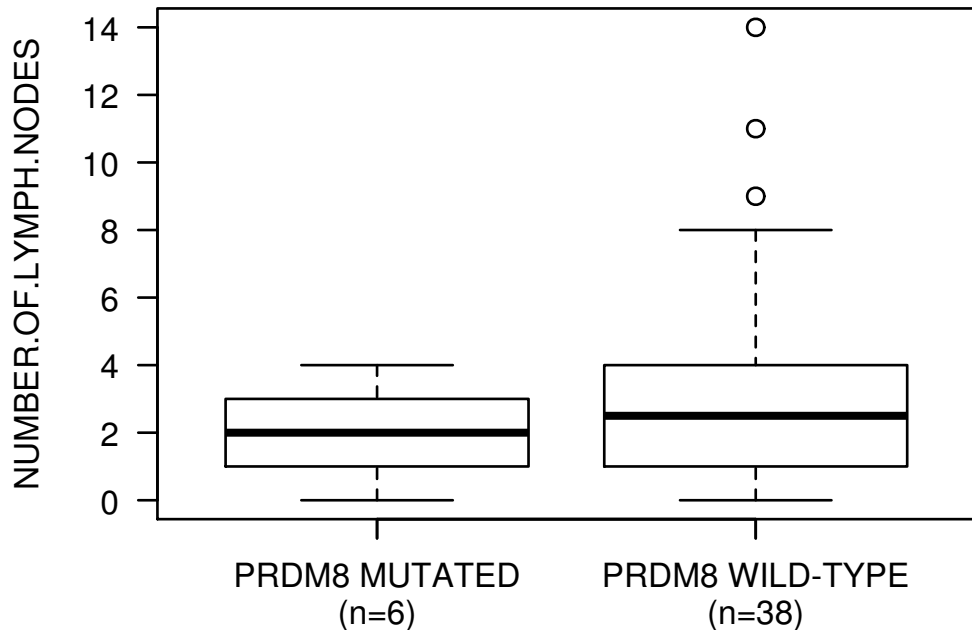 NUMBER.OF.LYMPH.NODES
14
12
10
8
6
4
2
0
PRDM8 MUTATED
(n=6)
PRDM8 WILD-TYPE
(n=38)